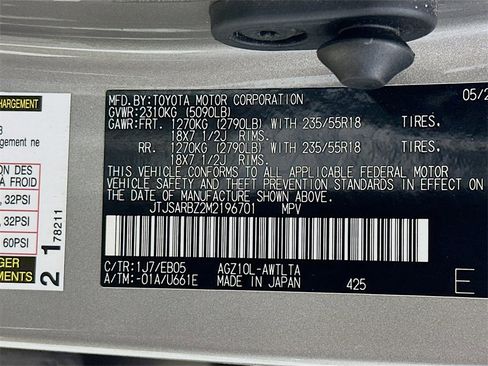 MFD.BY:TOYOTA MOTOR CORPORATION 05/2
GVWR:2310KG (5090LB)
GAWR:FRT. 1270KG (2790LB) WITH 235/55R18 TIRES.
18X7 1/2J RIMS.
RR. 1270KG (2790LB) WITH 235/55R18 TIRES.
18X7 1/2J RIMS.
THIS VEHICLE CONFORMS TO ALL APPLICABLE FEDERAL MOTOR
VEHICLE SAFETY AND THEFT PREVENTION STANDARDS IN EFFECT ON
THE DATE OF MANUFACTURE SHOWN ABOVE.
JTJSARBZ2M2196701 MPV
C/TR:1J7/EB05 AGZ10L-AWTLTA E
A/TM:-01A/U661E MADE IN JAPAN 425
HARGEMENT
rgement ne
ON DES
À FROID
, 32PSI
, 32PSI
60PSI
GER
EMENTS
2 1
78211